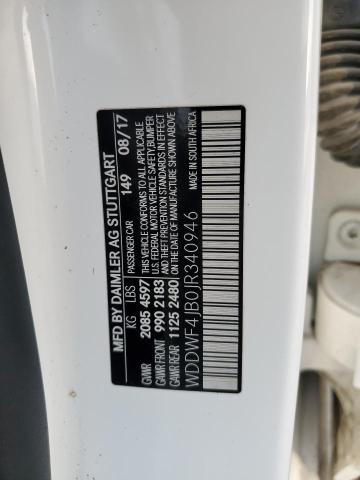 MFD BY DAIMLER AG STUTTGART
PASSENGER CAR 149 08/17
KG LBS
GVWR 2085 4597
GAWR FRONT 990 2183
GAWR REAR 1125 2480
THIS VEHICLE CONFORMS TO ALL APPLICABLE
U.S. FEDERAL MOTOR VEHICLE SAFETY, BUMPER
AND THEFT PREVENTION STANDARDS IN EFFECT
ON THE DATE OF MANUFACTURE SHOWN ABOVE
MADE IN SOUTH AFRICA
WDDWF4JB0JR340946